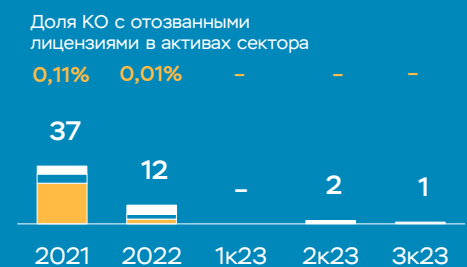 Доля КО с отозванными
лицензиями в активах сектора
0,11% 0,01% – – –
37 12 – 2 1
2021 2022 1к23 2к23 3к23